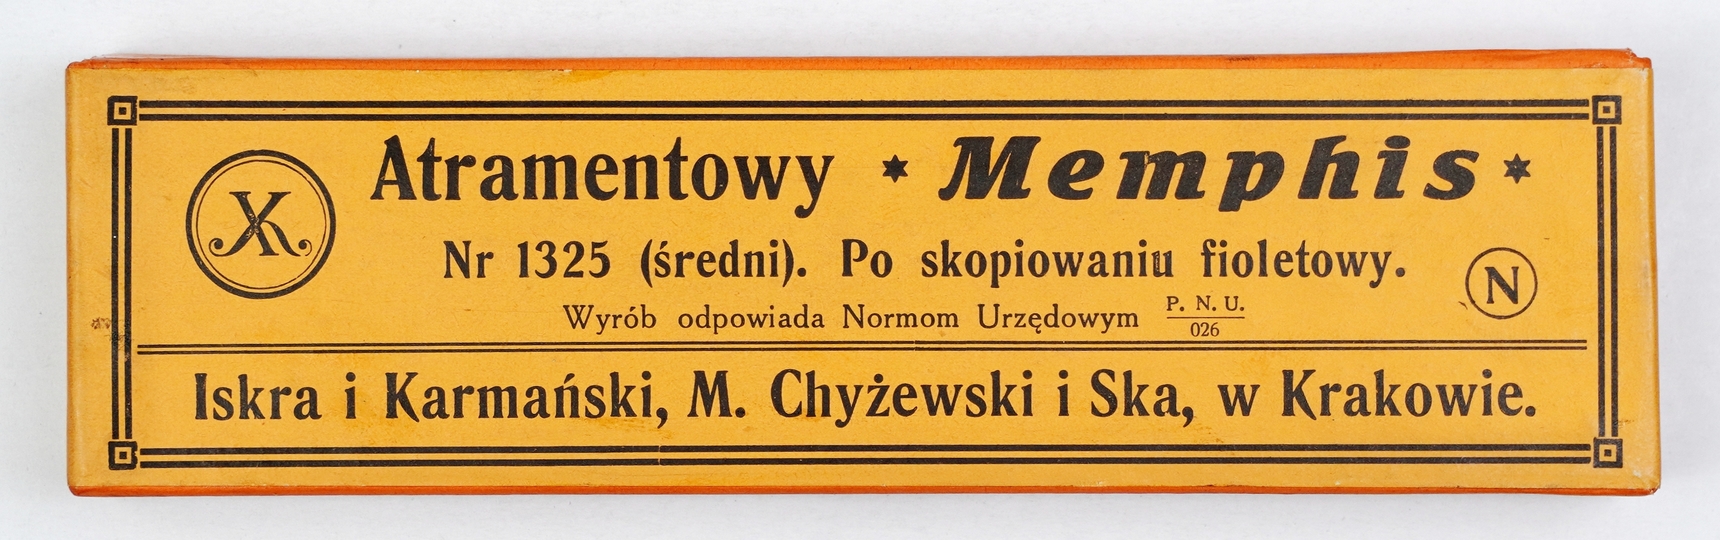 Atramentowy * Memphis *
Nr 1325 (średni). Po skopiowaniu fioletowy.
Wyrób odpowiada Normom Urzędowym P. N. U. / 026
N
Iskra i Karmański, M. Chyżewski i Ska, w Krakowie.